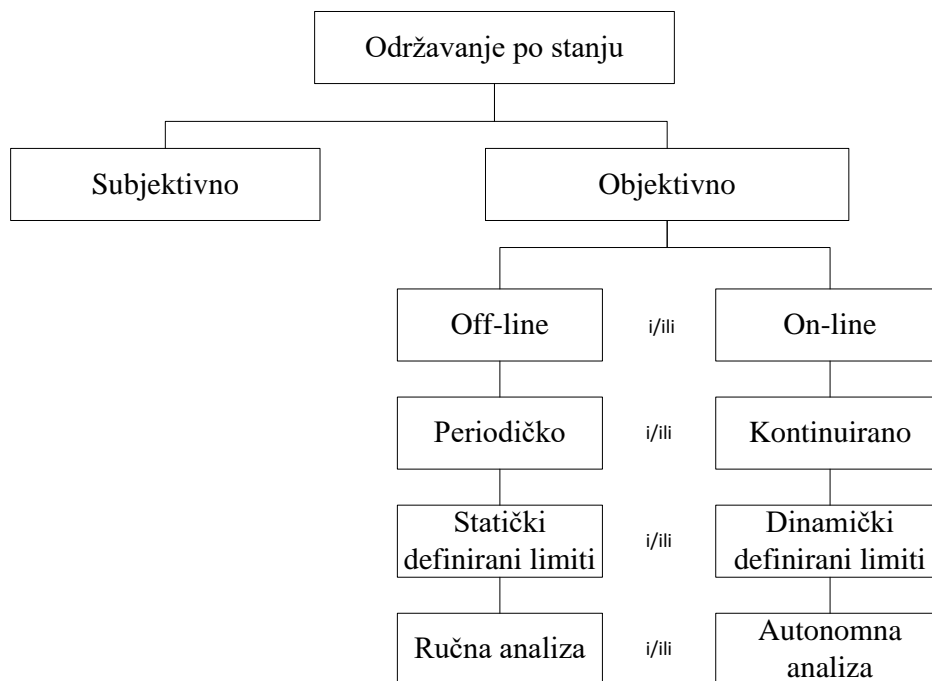 Održavanje po stanju
Subjektivno
Objektivno
Off-line
i/ili
On-line
Periodičko
i/ili
Kontinuirano
Statički
definirani limiti
i/ili
Dinamički
definirani limiti
Ručna analiza
i/ili
Autonomna
analiza